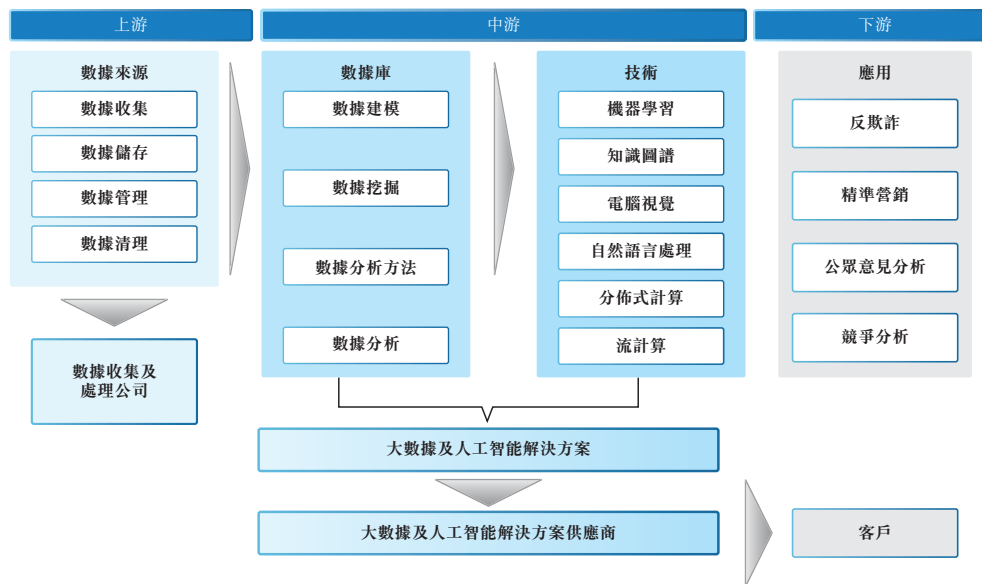 上游
中游
下游
數據來源
數據收集
數據儲存
數據管理
數據清理
數據收集及
處理公司
數據庫
數據建模
數據挖掘
數據分析方法
數據分析
技術
機器學習
知識圖譜
電腦視覺
自然語言處理
分佈式計算
流計算
大數據及人工智能解決方案
大數據及人工智能解決方案供應商
應用
反欺詐
精準營銷
公眾意見分析
競爭分析
客戶